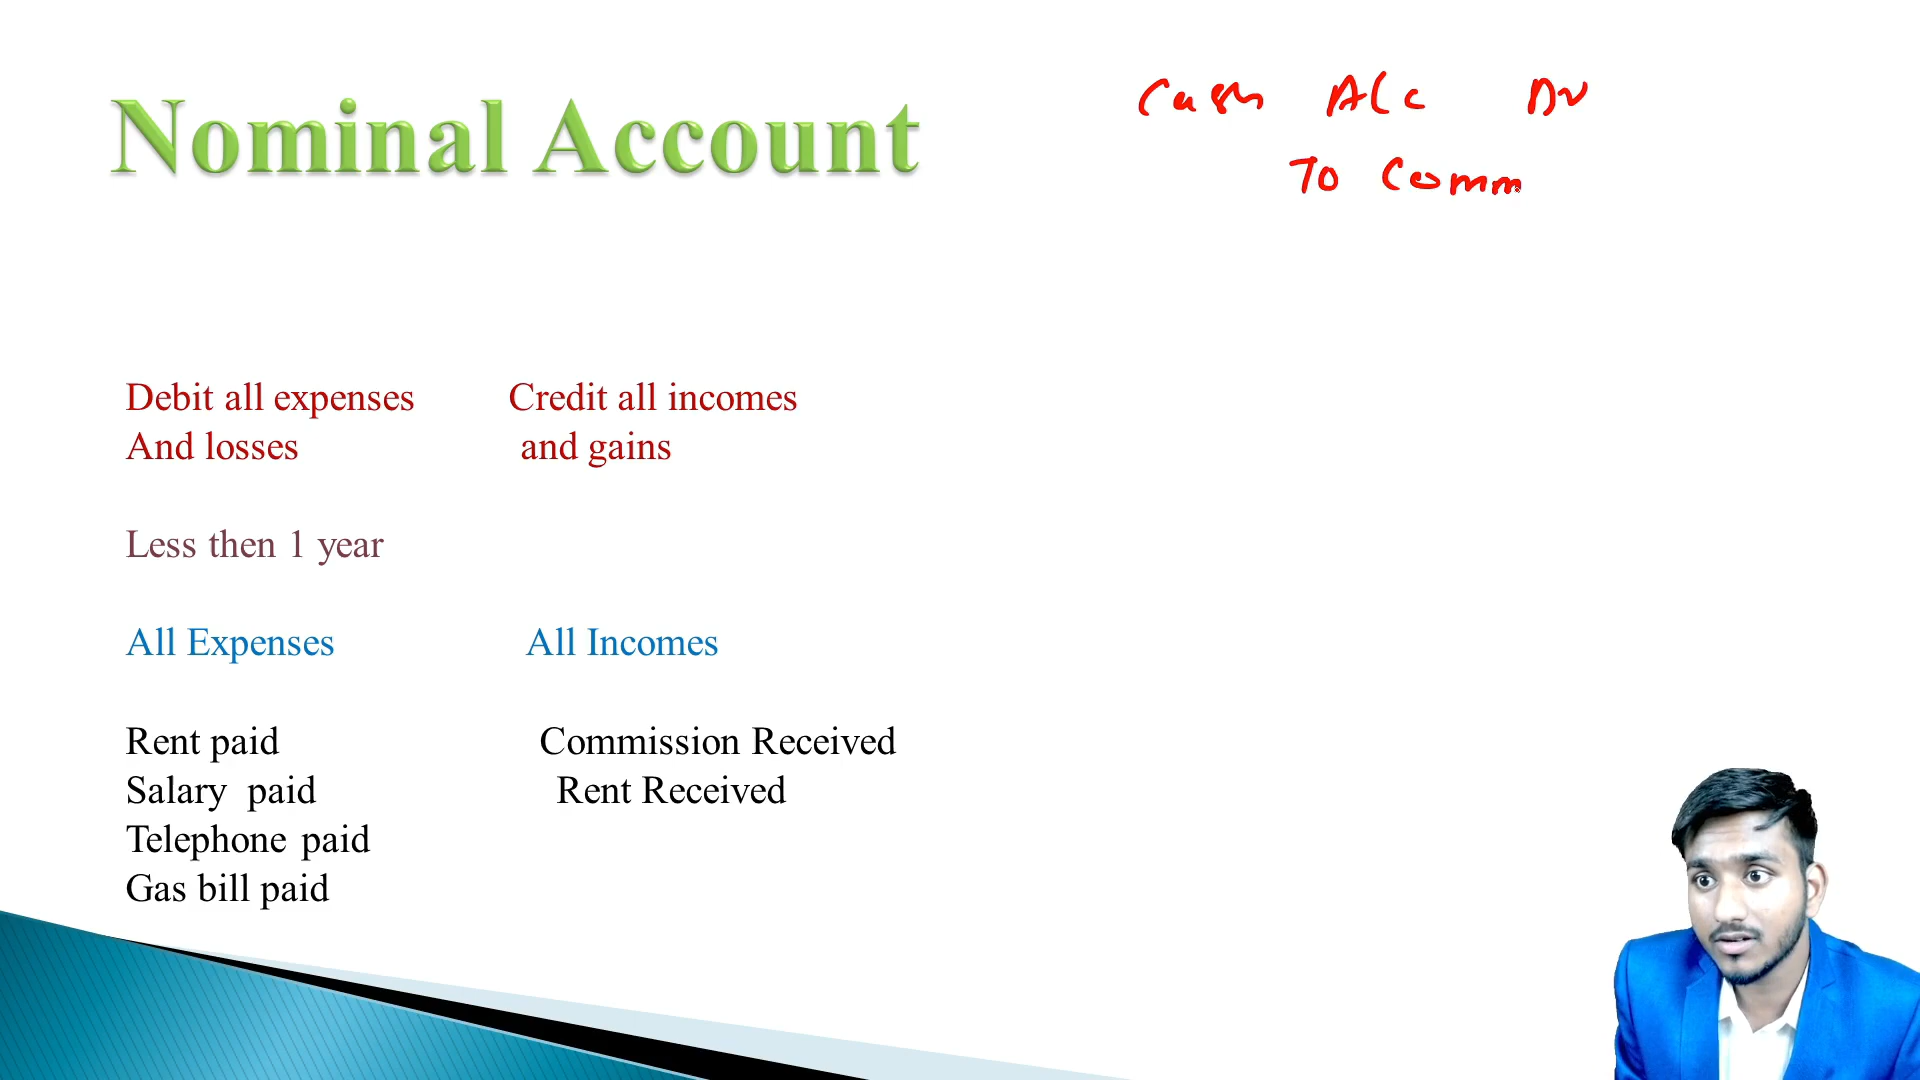 Nominal Account
Cash A/c Dr
To Comm
Debit all expenses Credit all incomes
And losses and gains
Less then 1 year
All Expenses All Incomes
Rent paid Commission Received
Salary paid Rent Received
Telephone paid
Gas bill paid